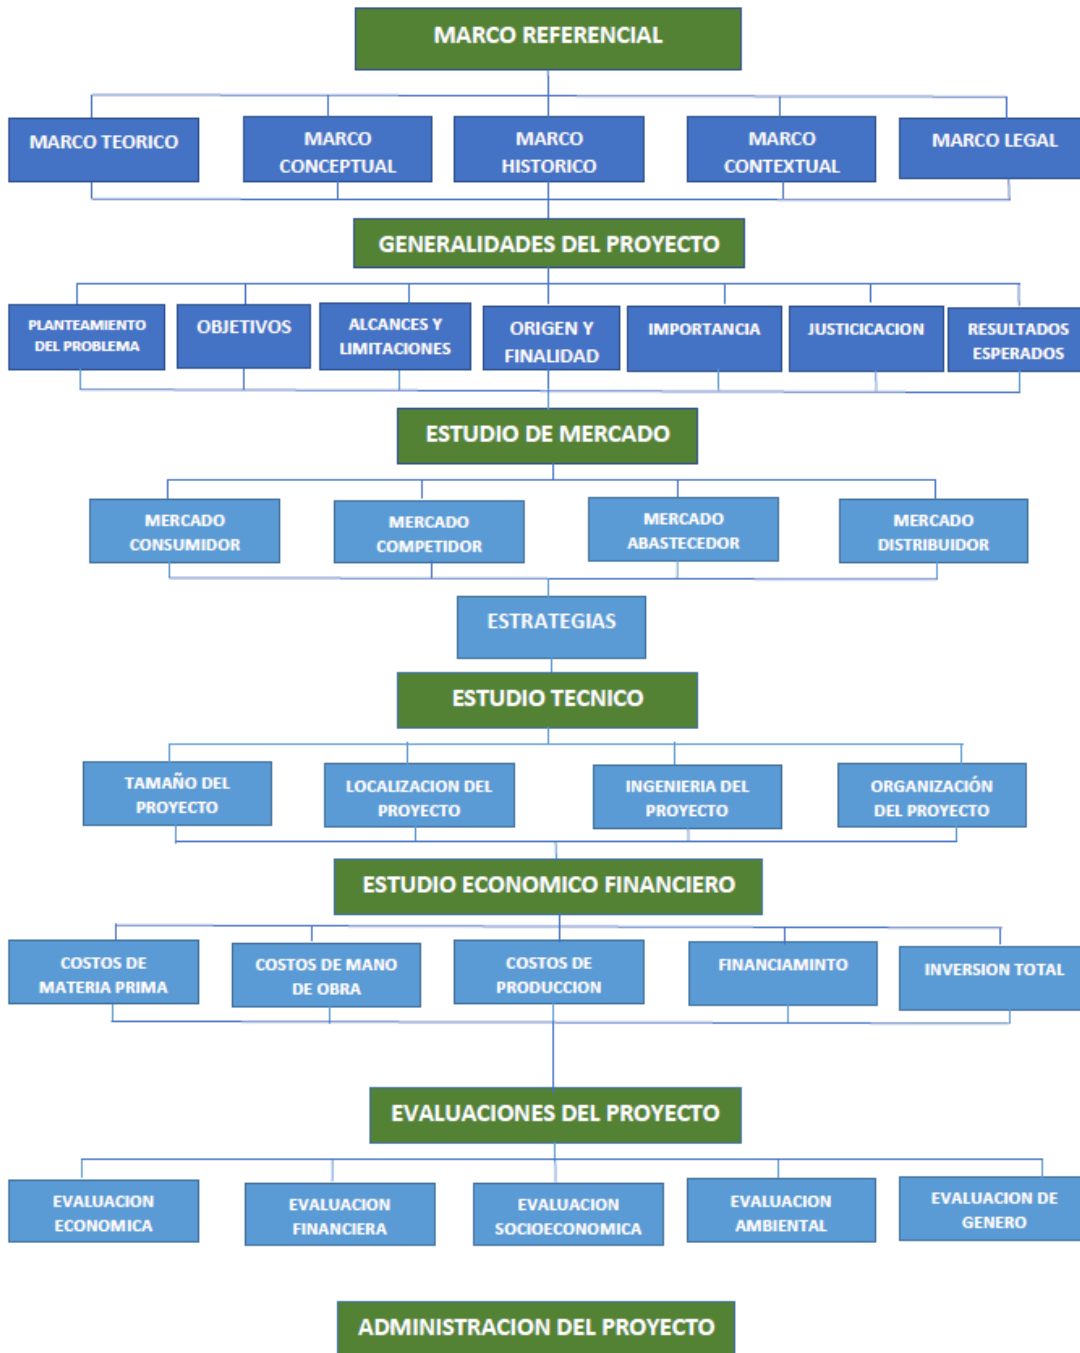 MARCO REFERENCIAL
MARCO TEORICO
MARCO
CONCEPTUAL
MARCO
HISTORICO
MARCO
CONTEXTUAL
MARCO LEGAL
GENERALIDADES DEL PROYECTO
PLANTEAMIENTO
DEL PROBLEMA
OBJETIVOS
ALCANCES Y
LIMITACIONES
ORIGEN Y
FINALIDAD
IMPORTANCIA
JUSTICICACION
RESULTADOS
ESPERADOS
ESTUDIO DE MERCADO
MERCADO
CONSUMIDOR
MERCADO
COMPETIDOR
MERCADO
ABASTECEDOR
MERCADO
DISTRIBUIDOR
ESTRATEGIAS
ESTUDIO TECNICO
TAMAÑO DEL
PROYECTO
LOCALIZACION DEL
PROYECTO
INGENIERIA DEL
PROYECTO
ORGANIZACIÓN
DEL PROYECTO
ESTUDIO ECONOMICO FINANCIERO
COSTOS DE
MATERIA PRIMA
COSTOS DE MANO
DE OBRA
COSTOS DE
PRODUCCION
FINANCIAMINTO
INVERSION TOTAL
EVALUACIONES DEL PROYECTO
EVALUACION
ECONOMICA
EVALUACION
FINANCIERA
EVALUACION
SOCIOECONOMICA
EVALUACION
AMBIENTAL
EVALUACION DE
GENERO
ADMINISTRACION DEL PROYECTO